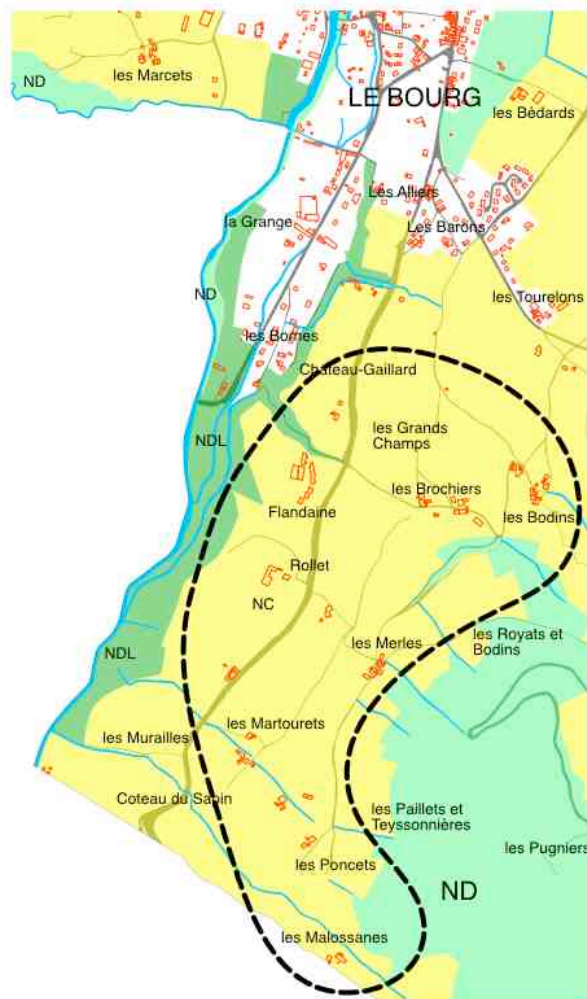 les Marcets
ND
LE BOURG
les Bédards
Les Alliers
la Grange
Les Barons
ND
les Tourelons
les Bornes
Château-Gaillard
les Grands
Champs
NDL
les Brochiers
Flandaine
les Bodins
Rollet
NC
les Merles
les Royats et
Bodins
NDL
les Martourets
les Murailles
Coteau du Sapin
les Paillets et
Teyssonnières
les Poncets
les Pugniers
ND
les Malossanes